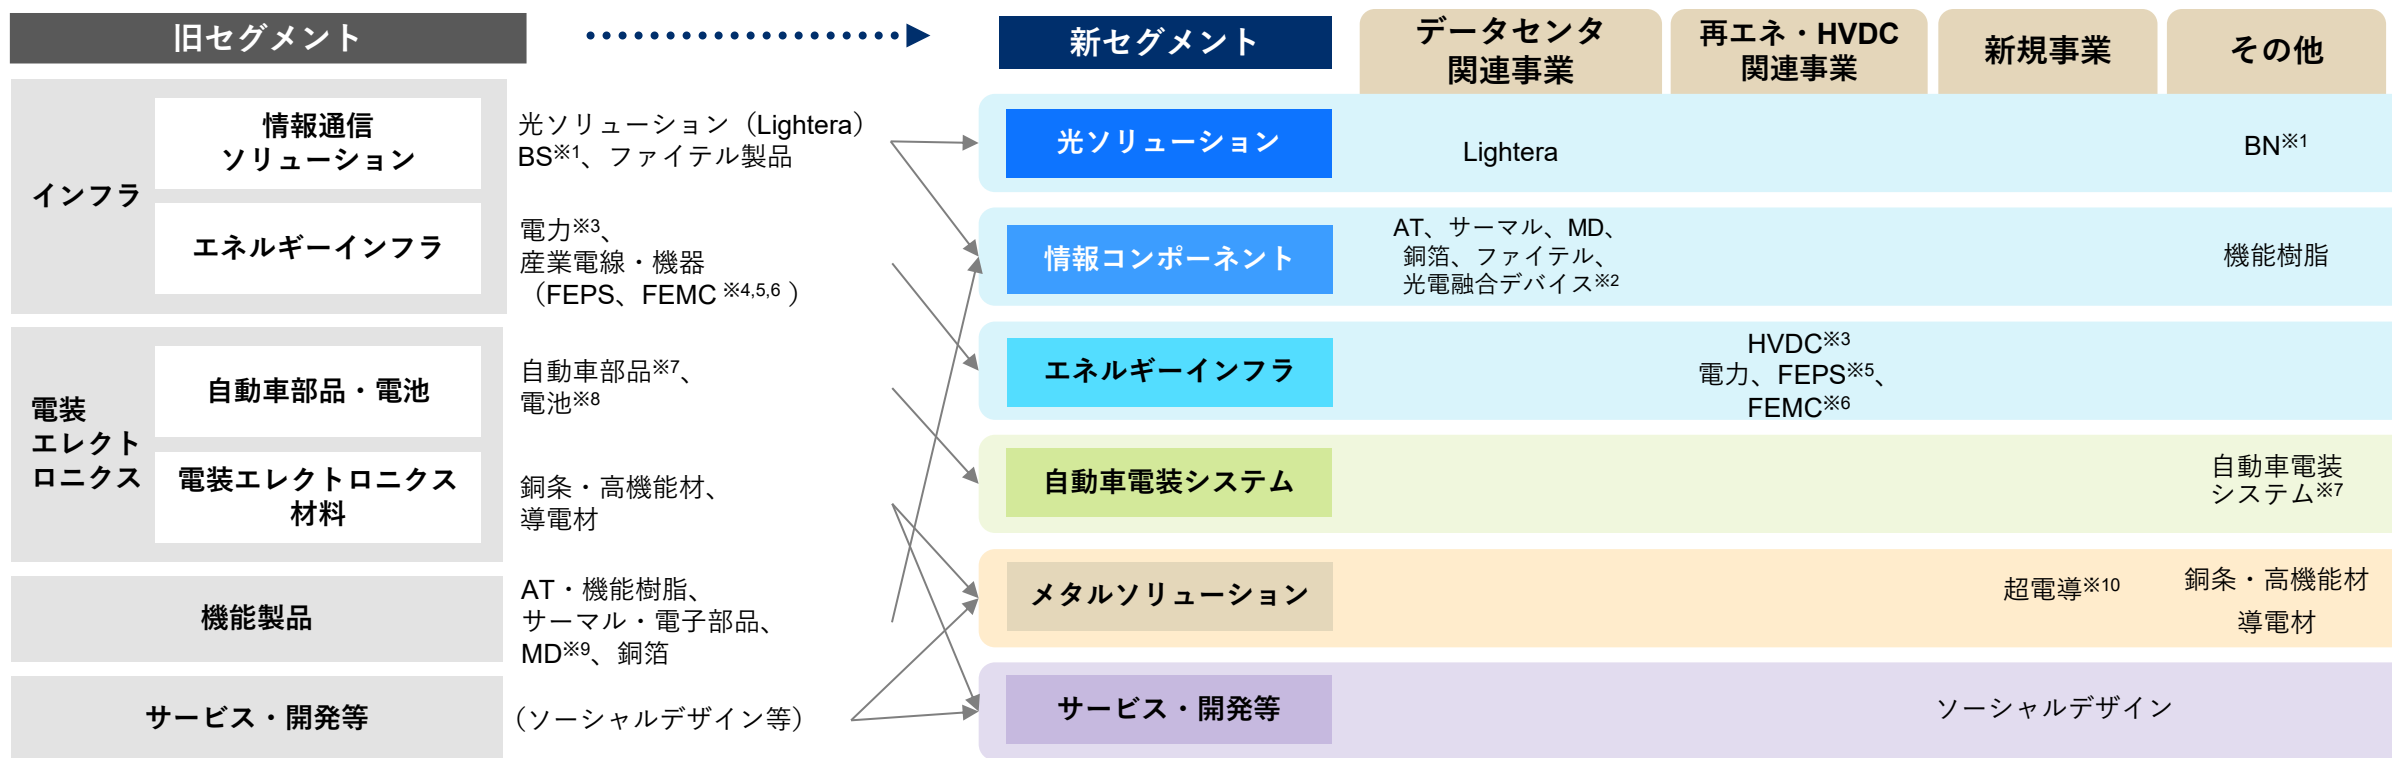 旧セグメント
新セグメント
データセンタ
関連事業
再エネ・HVDC
関連事業
新規事業
その他
インフラ
情報通信
ソリューション
光ソリューション（Lightera）
BS※1、ファイテル製品
光ソリューション
Lightera
BN※1
エネルギーインフラ
電力※3、
産業電線・機器
（FEPS、FEMC ※4,5,6 ）
情報コンポーネント
AT、サーマル、MD、
銅箔、ファイテル、
光電融合デバイス※2
機能樹脂
エネルギーインフラ
HVDC※3
電力、FEPS※5、
FEMC※6
電装
エレクト
ロニクス
自動車部品・電池
自動車部品※7、
電池※8
自動車電装システム
自動車電装
システム※7
電装エレクトロニクス
材料
銅条・高機能材、
導電材
メタルソリューション
超電導※10
銅条・高機能材
導電材
機能製品
AT・機能樹脂、
サーマル・電子部品、
MD※9、銅箔
サービス・開発等
（ソーシャルデザイン等）
サービス・開発等
ソーシャルデザイン